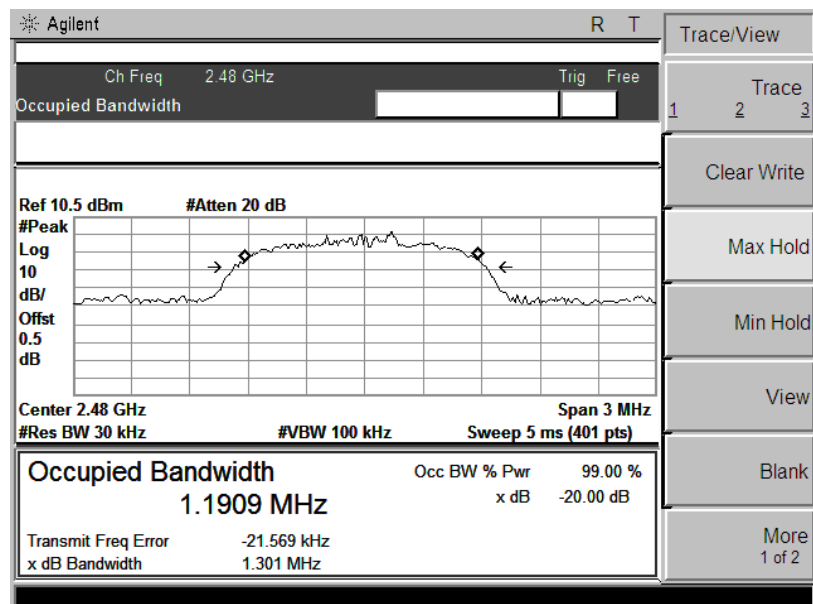 Agilent R T
Ch Freq 2.48 GHz Trig Free
Occupied Bandwidth
Ref 10.5 dBm #Atten 20 dB
#Peak
Log
10
dB/
Offst
0.5
dB
Center 2.48 GHz Span 3 MHz
#Res BW 30 kHz #VBW 100 kHz Sweep 5 ms (401 pts)
Occupied Bandwidth Occ BW % Pwr 99.00 %
1.1909 MHz x dB -20.00 dB
Transmit Freq Error -21.569 kHz
x dB Bandwidth 1.301 MHz
Trace/View
Trace
1 2 3
Clear Write
Max Hold
Min Hold
View
Blank
More
1 of 2